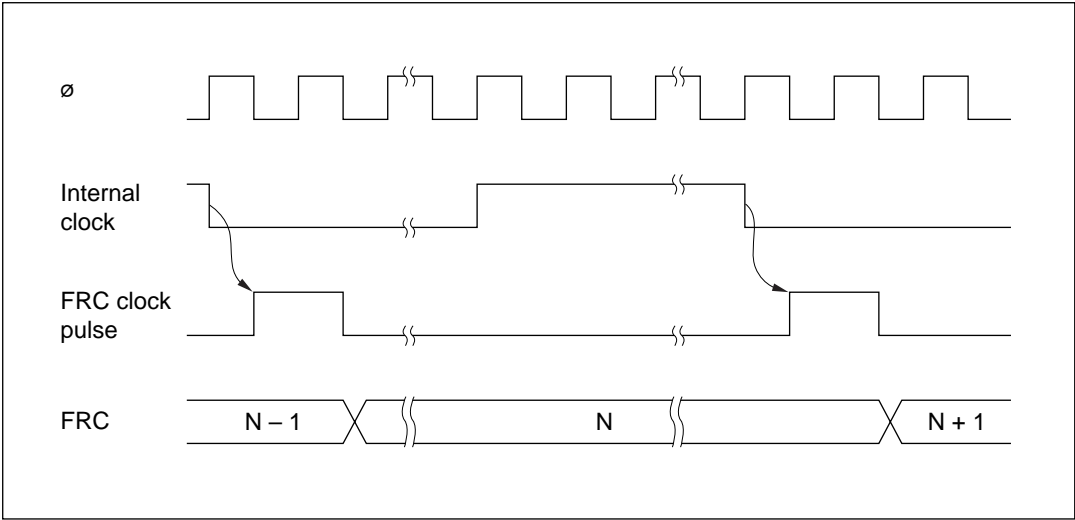 ø
Internal
clock
FRC clock
pulse
FRC
N – 1
N
N + 1